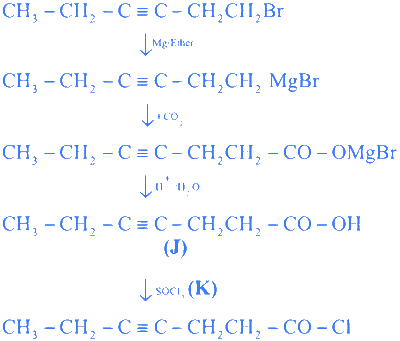 CH₃ – CH₂ – C ≡ C – CH₂CH₂Br
Mg/Ether
CH₃ – CH₂ – C ≡ C – CH₂CH₂ MgBr
CO₂
CH₃ – CH₂ – C ≡ C – CH₂CH₂ – CO – OMgBr
H⁺ H₂O
CH₃ – CH₂ – C ≡ C – CH₂CH₂ – CO – OH
(J)
SOCl₂ (K)
CH₃ – CH₂ – C ≡ C – CH₂CH₂ – CO – Cl